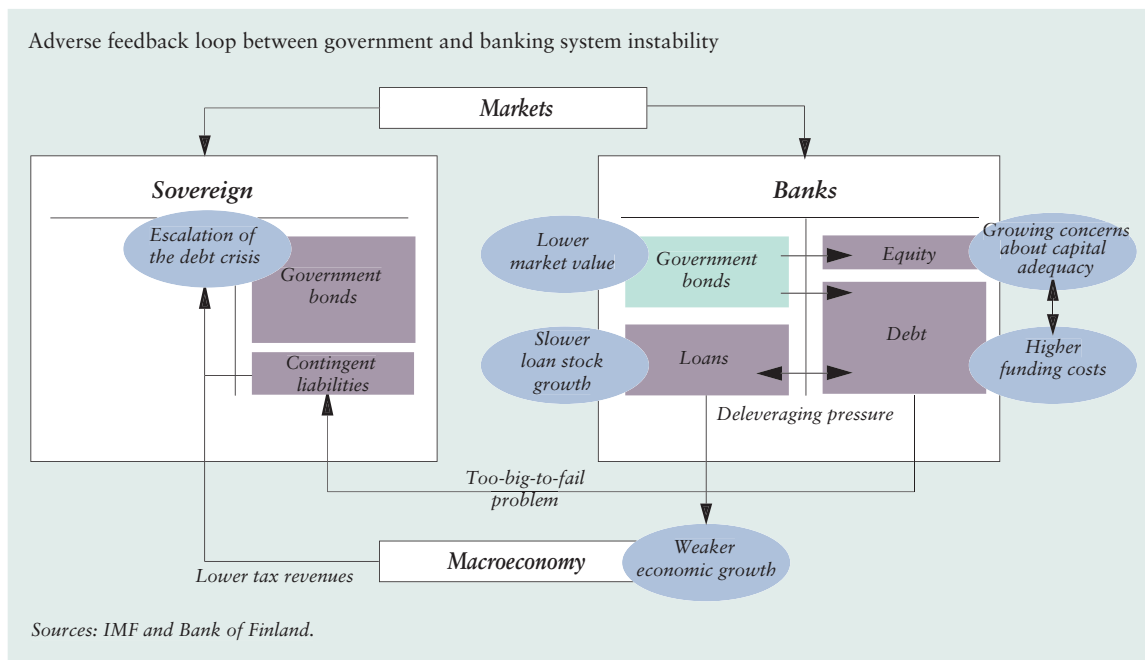 Adverse feedback loop between government and banking system instability
Markets
Sovereign
Escalation of
the debt crisis
Government
bonds
Contingent
liabilities
Banks
Lower
market value
Government
bonds
Equity
Growing concerns
about capital
adequacy
Slower
loan stock
growth
Loans
Debt
Higher
funding costs
Deleveraging pressure
Too-big-to-fail
problem
Macroeconomy
Weaker
economic growth
Lower tax revenues
Sources: IMF and Bank of Finland.